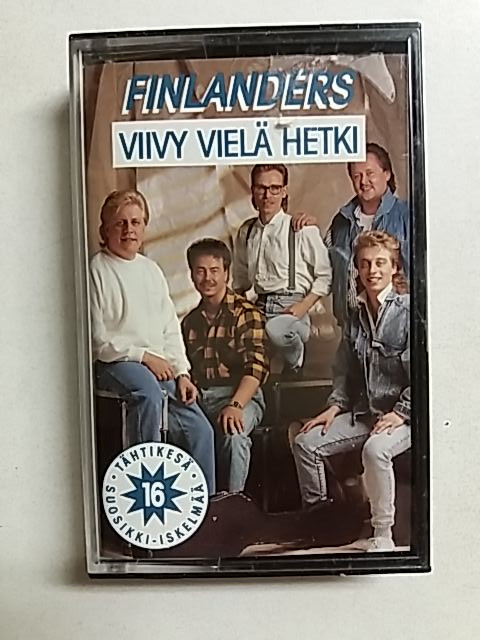 FINLANDERS
VIIVY VIELÄ HETKI
· TÄHTIKESÄ ·
16
SUOSIKKI-ISKELMÄÄ